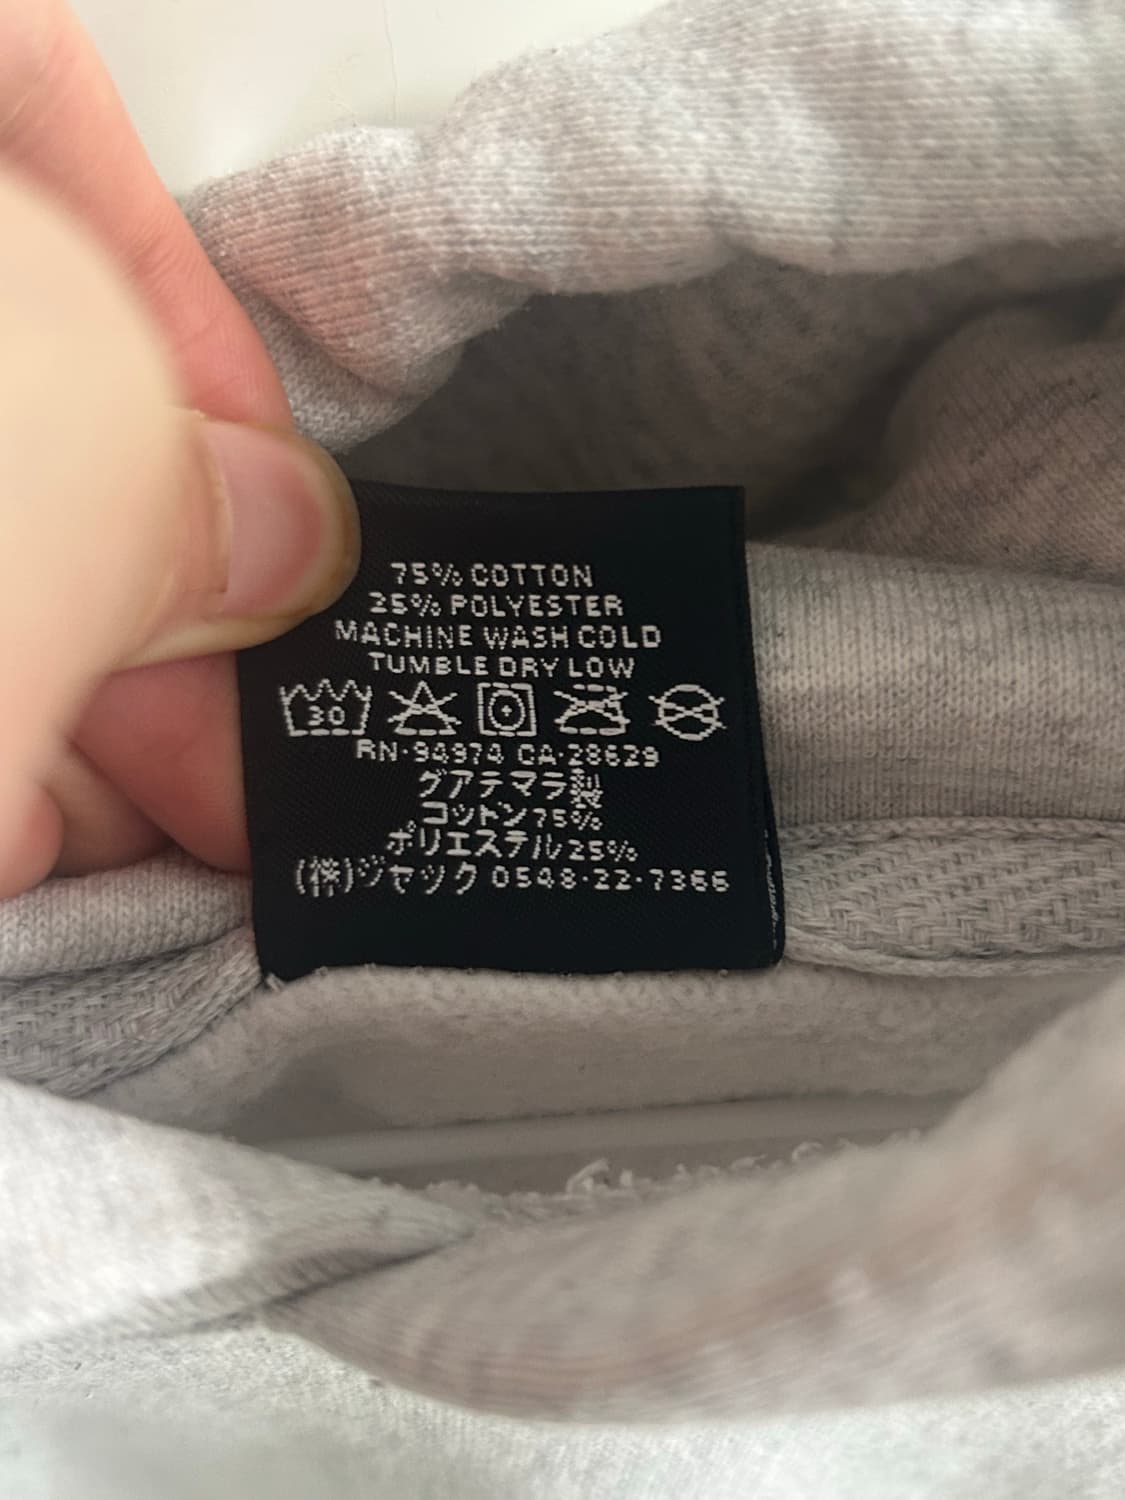 75% COTTON
25% POLYESTER
MACHINE WASH COLD
TUMBLE DRY LOW
30
RN·94974 CA·28629
グアテマラ製
コットン75%
ポリエステル25%
(株)ジセック 0548·22·7366